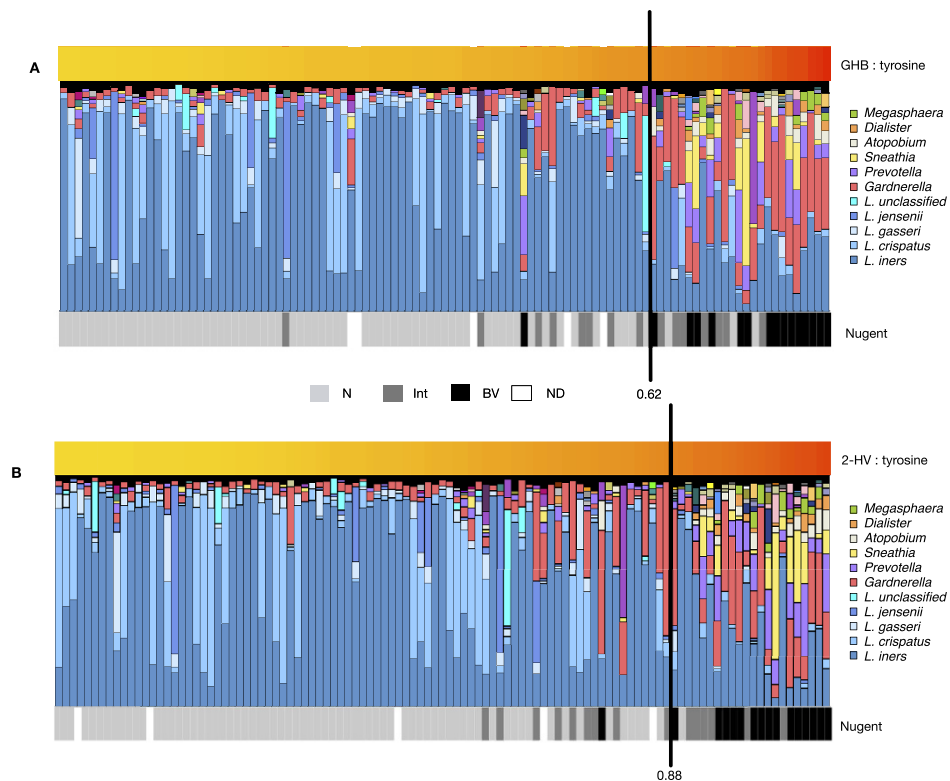 A
GHB : tyrosine
Megasphaera
Dialister
Atopobium
Sneathia
Prevotella
Gardnerella
L. unclassified
L. jensenii
L. gasseri
L. crispatus
L. iners
Nugent
N Int BV ND
0.62
B
2-HV : tyrosine
Megasphaera
Dialister
Atopobium
Sneathia
Prevotella
Gardnerella
L. unclassified
L. jensenii
L. gasseri
L. crispatus
L. iners
Nugent
0.88